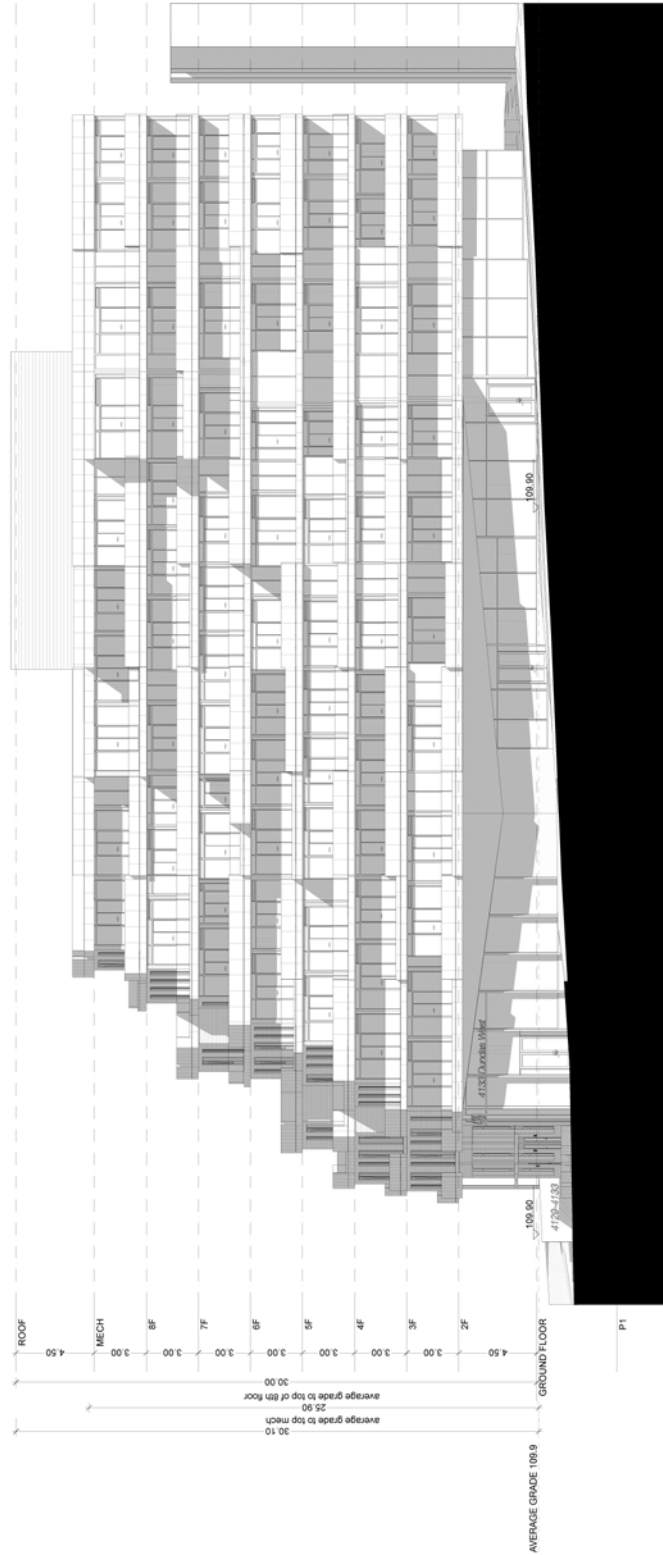 ROOF
4.50
MECH
3.00
8F
3.00
7F
3.00
6F
3.00
5F
3.00
4F
3.00
3F
3.00
2F
4.50
GROUND FLOOR
P1
30.00
average grade to top of 8th floor
25.90
average grade to top mech
30.10
AVERAGE GRADE 109.9
109.90
4129-4133
4133 Dundas West
109.90